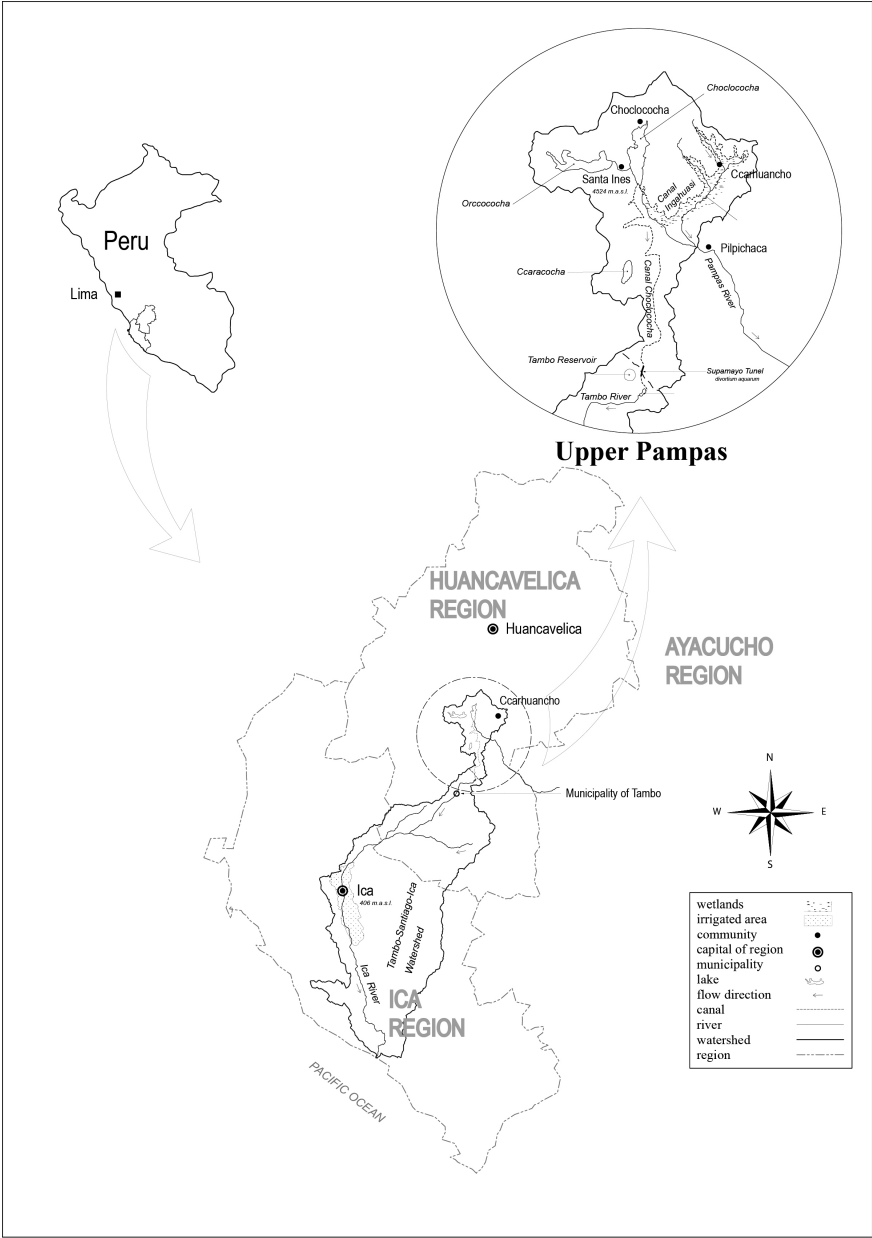 Choclococha
Choclococha
Ccarhuancho
Santa Ines
4524 m.a.s.l.
Canal
Ingahuasi
Orccococha
Pilpichaca
Ccaracocha
Canal Choclococha
Pampas River
Tambo Reservoir
Supamayo Tunel
divortium aquarum
Tambo River
Upper Pampas
Peru
Lima
HUANCAVELICA
REGION
Huancavelica
AYACUCHO
REGION
Ccarhuancho
Municipality of Tambo
N
W
E
S
Ica
406 m.a.s.l.
Tambo-Santiago-Ica
Watershed
Ica River
ICA
REGION
PACIFIC OCEAN
wetlands
irrigated area
community
capital of region
municipality
lake
flow direction
canal
river
watershed
region